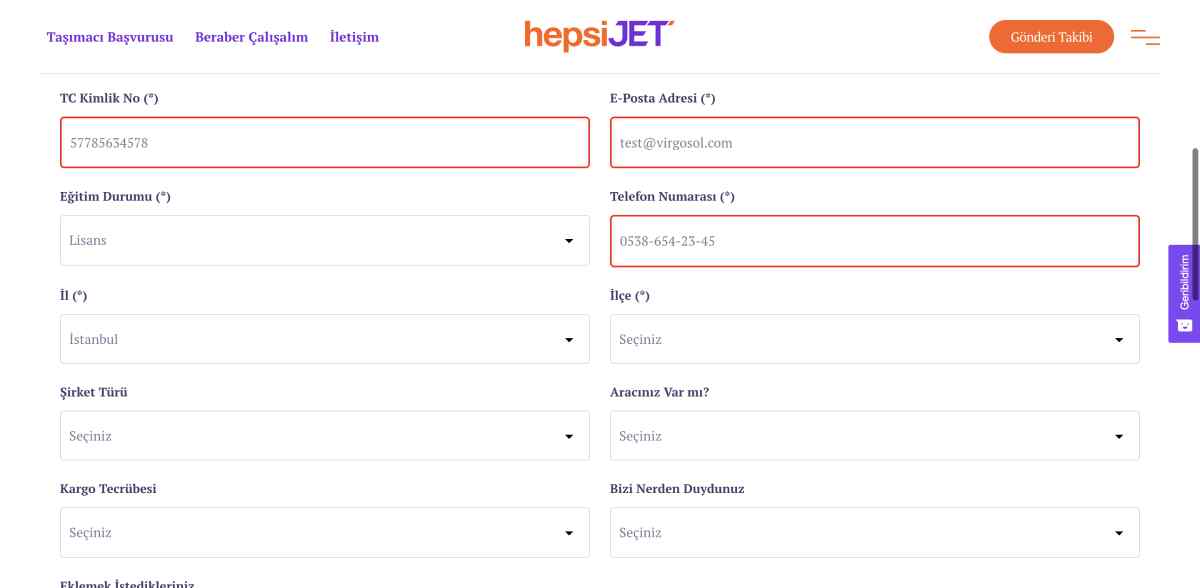 Taşımacı Başvurusu
Beraber Çalışalım
İletişim
hepsiJET
Gönderi Takibi
TC Kimlik No (*)
E-Posta Adresi (*)
57785634578
test@virgosol.com
Eğitim Durumu (*)
Telefon Numarası (*)
Lisans
0538-654-23-45
İl (*)
İlçe (*)
İstanbul
Seçiniz
Şirket Türü
Aracınız Var mı?
Seçiniz
Seçiniz
Kargo Tecrübesi
Bizi Nerden Duydunuz
Seçiniz
Seçiniz
Eklemek İstedikleriniz
Geribildirim